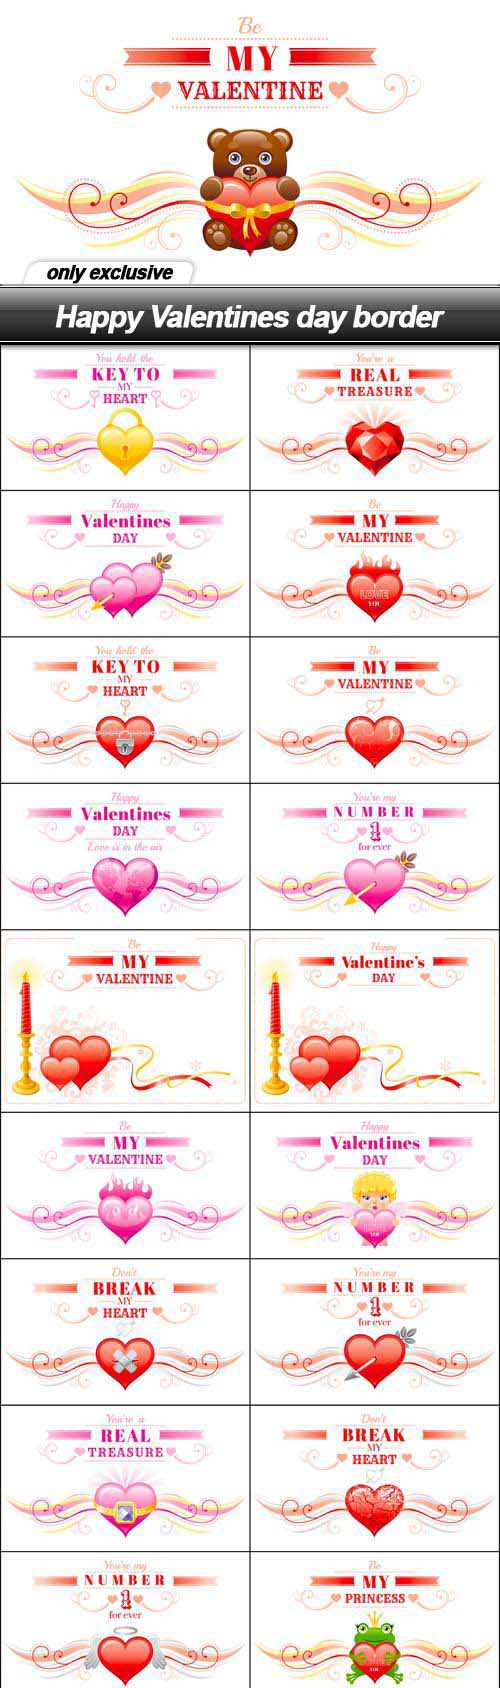 Be
MY
VALENTINE
only exclusive
Happy Valentines day border
You hold the
KEY TO
MY
HEART
You're a
REAL
TREASURE
Happy
Valentines
DAY
Be
MY
VALENTINE
I
LOVE
YOU
You hold the
KEY TO
MY
HEART
Be
MY
VALENTINE
Happy
Valentines
DAY
Love is in the air
You're my
NUMBER
1
for ever
Be
MY
VALENTINE
Happy
Valentine's
DAY
Be
MY
VALENTINE
Happy
Valentines
DAY
Don't
BREAK
MY
HEART
You're my
NUMBER
1
for ever
You're a
REAL
TREASURE
Don't
BREAK
MY
HEART
You're my
NUMBER
1
for ever
Be
MY
PRINCESS